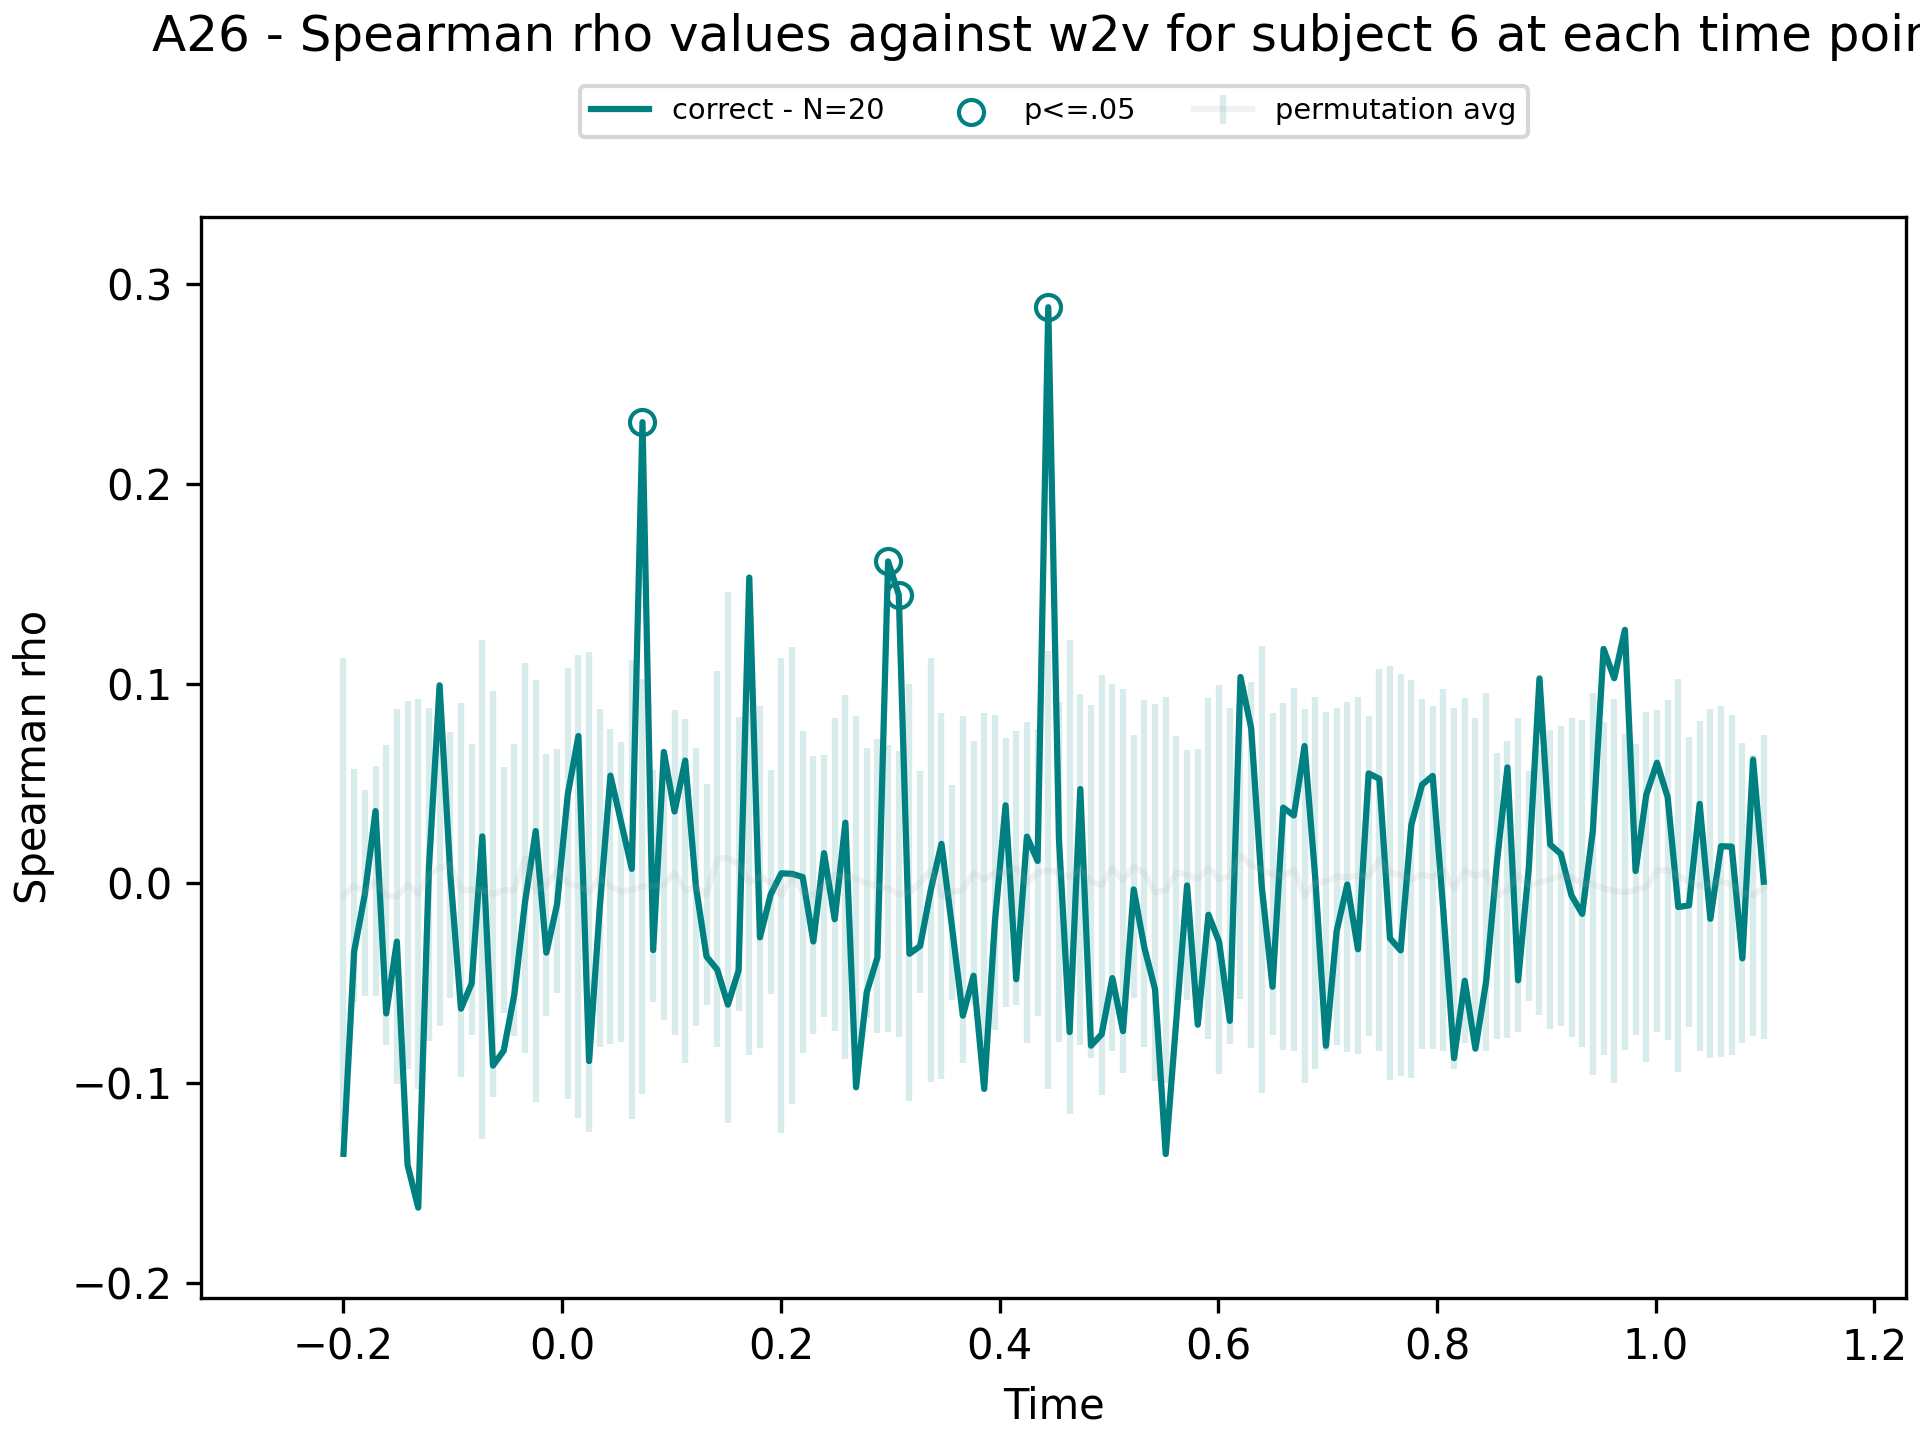 A26 - Spearman rho values against w2v for subject 6 at each time poin
correct - N=20 p<=.05 permutation avg
0.3
0.2
0.1
0.0
−0.1
−0.2
Spearman rho
−0.2 0.0 0.2 0.4 0.6 0.8 1.0 1.2
Time